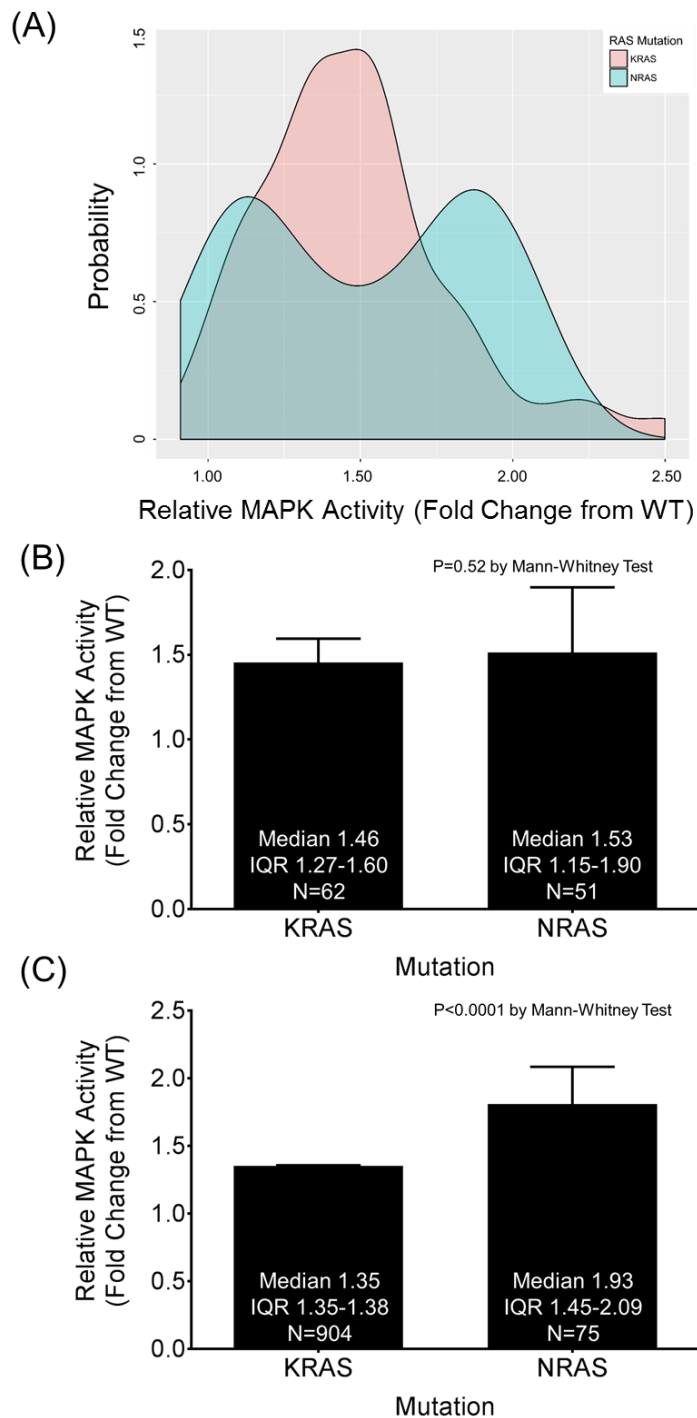 (A)
1.5
1.0
0.5
0
Probability
RAS Mutation
KRAS
NRAS
1.00
1.50
2.00
2.50
Relative MAPK Activity (Fold Change from WT)
(B)
P=0.52 by Mann-Whitney Test
Relative MAPK Activity
(Fold Change from WT)
2.0
1.5
1.0
0.5
0.0
Median 1.46
IQR 1.27-1.60
N=62
Median 1.53
IQR 1.15-1.90
N=51
KRAS
NRAS
Mutation
(C)
P<0.0001 by Mann-Whitney Test
Relative MAPK Activity
(Fold Change from WT)
2.5
2.0
1.5
1.0
0.5
0.0
Median 1.35
IQR 1.35-1.38
N=904
Median 1.93
IQR 1.45-2.09
N=75
KRAS
NRAS
Mutation